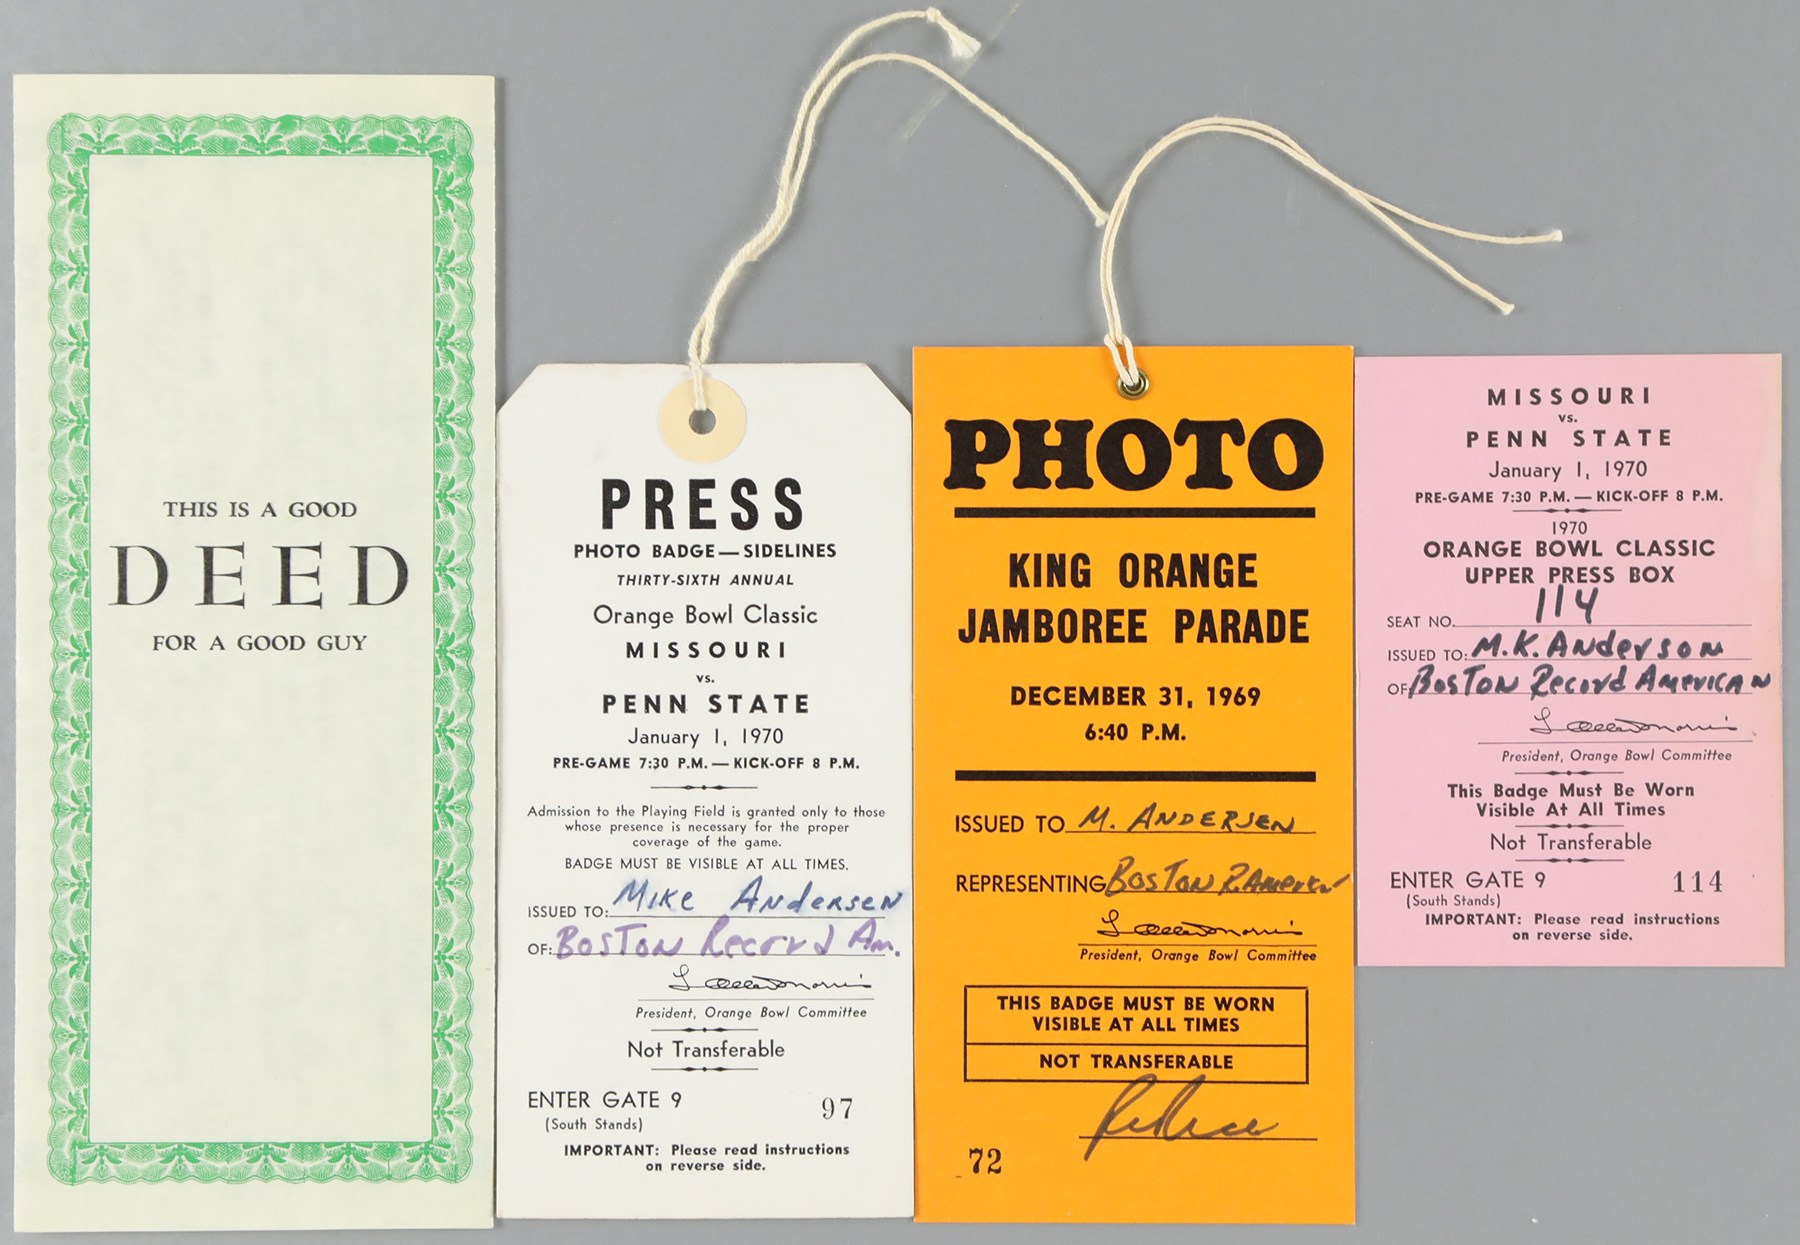 THIS IS A GOOD
DEED
FOR A GOOD GUY
PRESS
PHOTO BADGE — SIDELINES
THIRTY-SIXTH ANNUAL
Orange Bowl Classic
MISSOURI
vs.
PENN STATE
January 1, 1970
PRE-GAME 7:30 P.M. — KICK-OFF 8 P.M.
Admission to the Playing Field is granted only to those
whose presence is necessary for the proper
coverage of the game.
BADGE MUST BE VISIBLE AT ALL TIMES.
ISSUED TO: Mike Andersen
OF: Boston Record Am.
President, Orange Bowl Committee
Not Transferable
ENTER GATE 9 97
(South Stands)
IMPORTANT: Please read instructions
on reverse side.
PHOTO
KING ORANGE
JAMBOREE PARADE
DECEMBER 31, 1969
6:40 P.M.
ISSUED TO M. ANDERSEN
REPRESENTING BOSTON
President, Orange Bowl Committee
THIS BADGE MUST BE WORN
VISIBLE AT ALL TIMES
NOT TRANSFERABLE
72
MISSOURI
vs.
PENN STATE
January 1, 1970
PRE-GAME 7:30 P.M. — KICK-OFF 8 P.M.
1970
ORANGE BOWL CLASSIC
UPPER PRESS BOX
SEAT NO. 114
ISSUED TO: M.K. Anderson
OF Boston Record American
President, Orange Bowl Committee
This Badge Must Be Worn
Visible At All Times
Not Transferable
ENTER GATE 9 114
(South Stands)
IMPORTANT: Please read instructions
on reverse side.